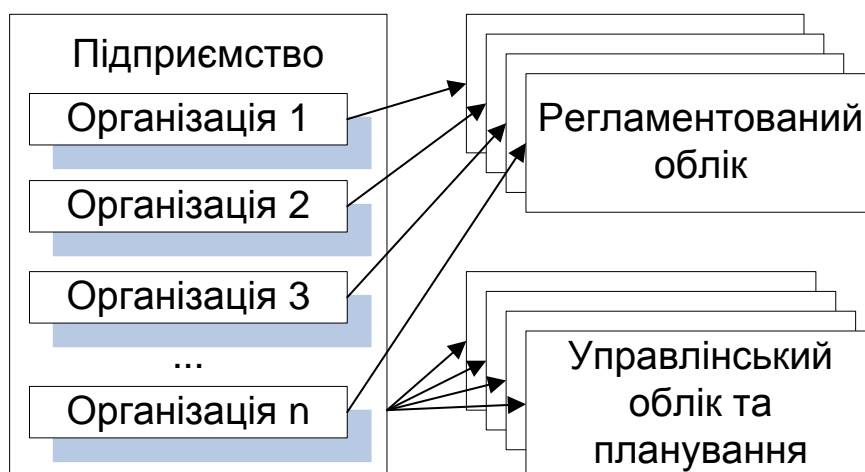 Підприємство
Організація 1
Організація 2
Організація 3
...
Організація n
Регламентований
облік
Управлінський
облік та
планування